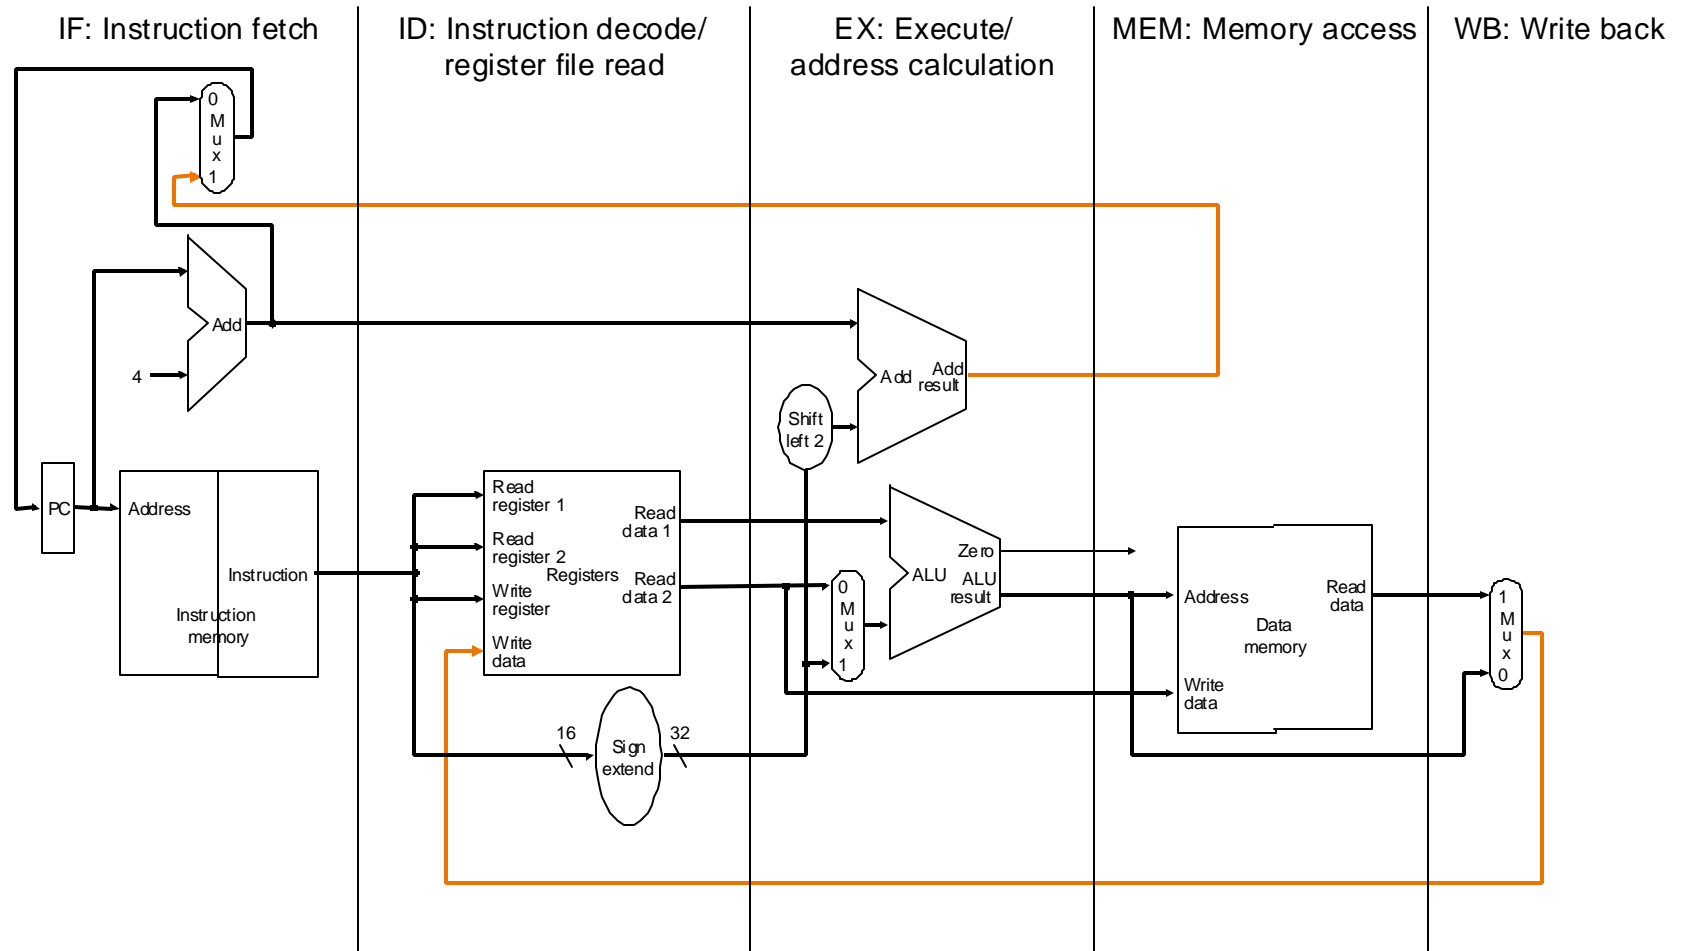 IF: Instruction fetch
ID: Instruction decode/
register file read
EX: Execute/
address calculation
MEM: Memory access
WB: Write back
0
M
u
x
1
Add
4
PC
Address
Instruction
Instruction
memory
Read
register 1
Read
register 2
Write
register
Write
data
Registers
Read
data 1
Read
data 2
16
Sign
extend
32
Shift
left 2
Add
Add
result
0
M
u
x
1
ALU
Zero
ALU
result
Address
Write
data
Data
memory
Read
data
1
M
u
x
0